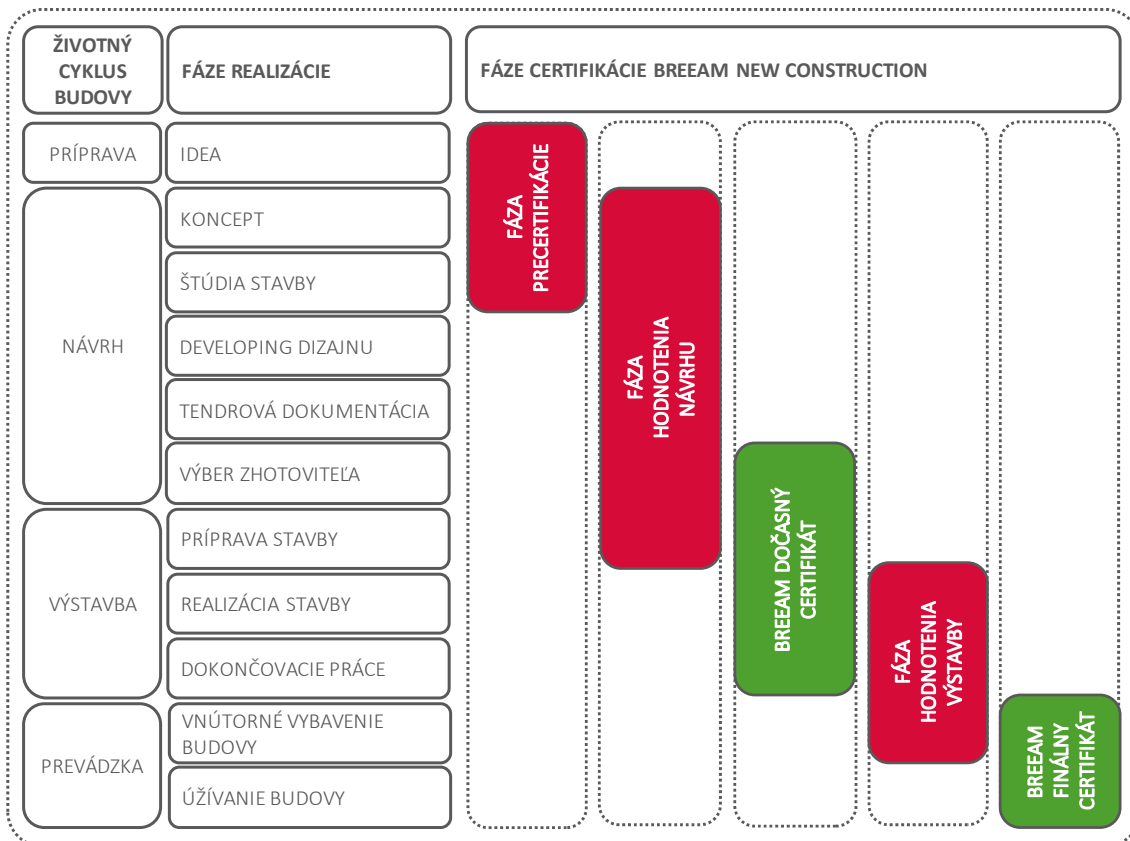 ŽIVOTNÝ
CYKLUS
BUDOVY
FÁZE REALIZÁCIE
FÁZE CERTIFIKÁCIE BREEAM NEW CONSTRUCTION
PRÍPRAVA
IDEA
NÁVRH
KONCEPT
ŠTÚDIA STAVBY
DEVELOPING DIZAJNU
TENDROVÁ DOKUMENTÁCIA
VÝBER ZHOTOVITEĽA
VÝSTAVBA
PRÍPRAVA STAVBY
REALIZÁCIA STAVBY
DOKONČOVACIE PRÁCE
PREVÁDZKA
VNÚTORNÉ VYBAVENIE
BUDOVY
ÚŽÍVANIE BUDOVY
FÁZA
PRECERTIFIKÁCIE
FÁZA
HODNOTENIA
NÁVRHU
BREEAM DOČASNÝ
CERTIFIKÁT
FÁZA
HODNOTENIA
VÝSTAVBY
BREEAM
FINÁLNY
CERTIFIKÁT